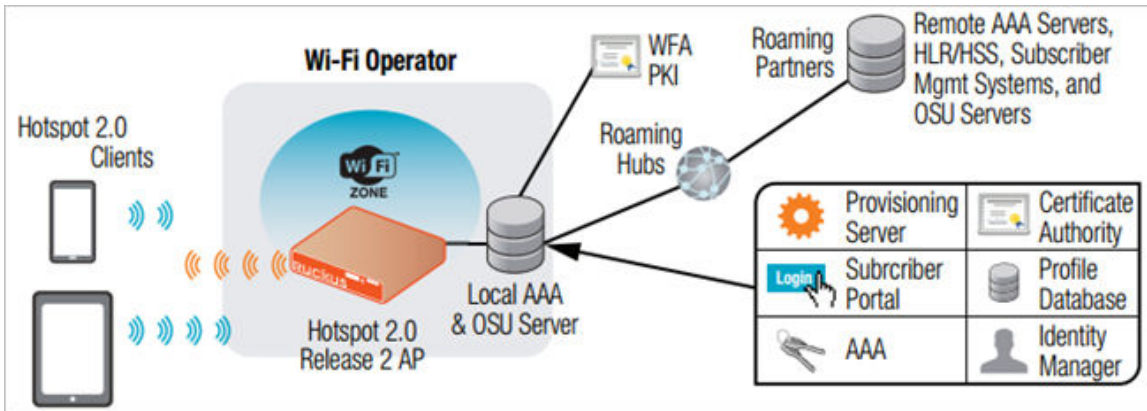 Wi-Fi Operator
Hotspot 2.0
Clients
Wi Fi
ZONE
RUCKUS
Hotspot 2.0
Release 2 AP
Local AAA
& OSU Server
WFA
PKI
Roaming
Hubs
Roaming
Partners
Remote AAA Servers,
HLR/HSS, Subscriber
Mgmt Systems, and
OSU Servers
Provisioning
Server
Certificate
Authority
Login
Subrcriber
Portal
Profile
Database
AAA
Identity
Manager